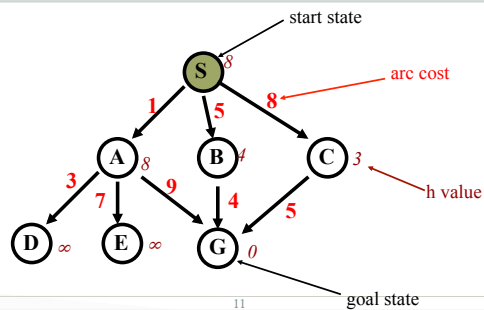 start state
S 8
arc cost
1 5 8
A 8
B 4
C 3
h value
3 7 9 4 5
D ∞
E ∞
G 0
goal state
11